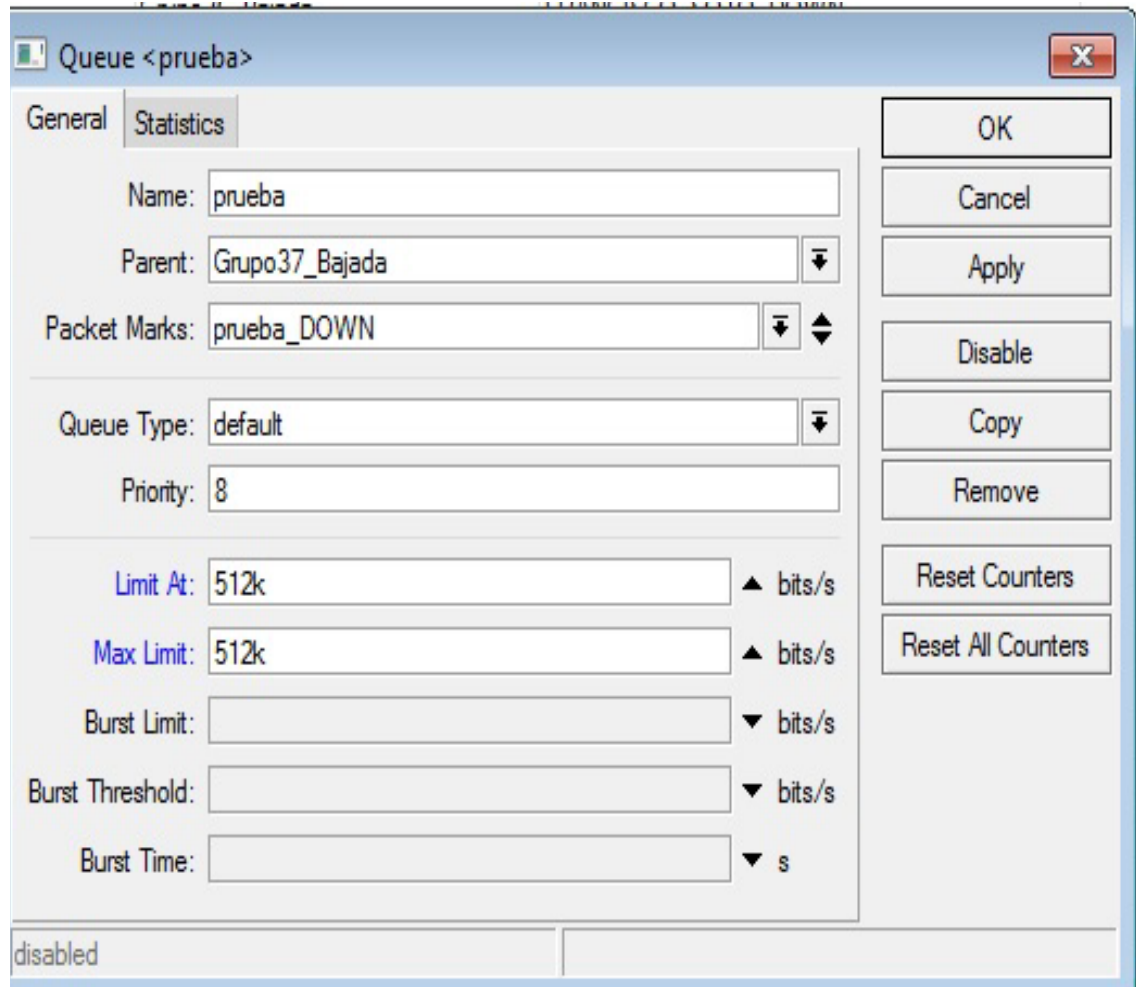 Queue <prueba>
General Statistics
Name: prueba
Parent: Grupo37_Bajada
Packet Marks: prueba_DOWN
Queue Type: default
Priority: 8
Limit At: 512k bits/s
Max Limit: 512k bits/s
Burst Limit: bits/s
Burst Threshold: bits/s
Burst Time: s
OK
Cancel
Apply
Disable
Copy
Remove
Reset Counters
Reset All Counters
disabled